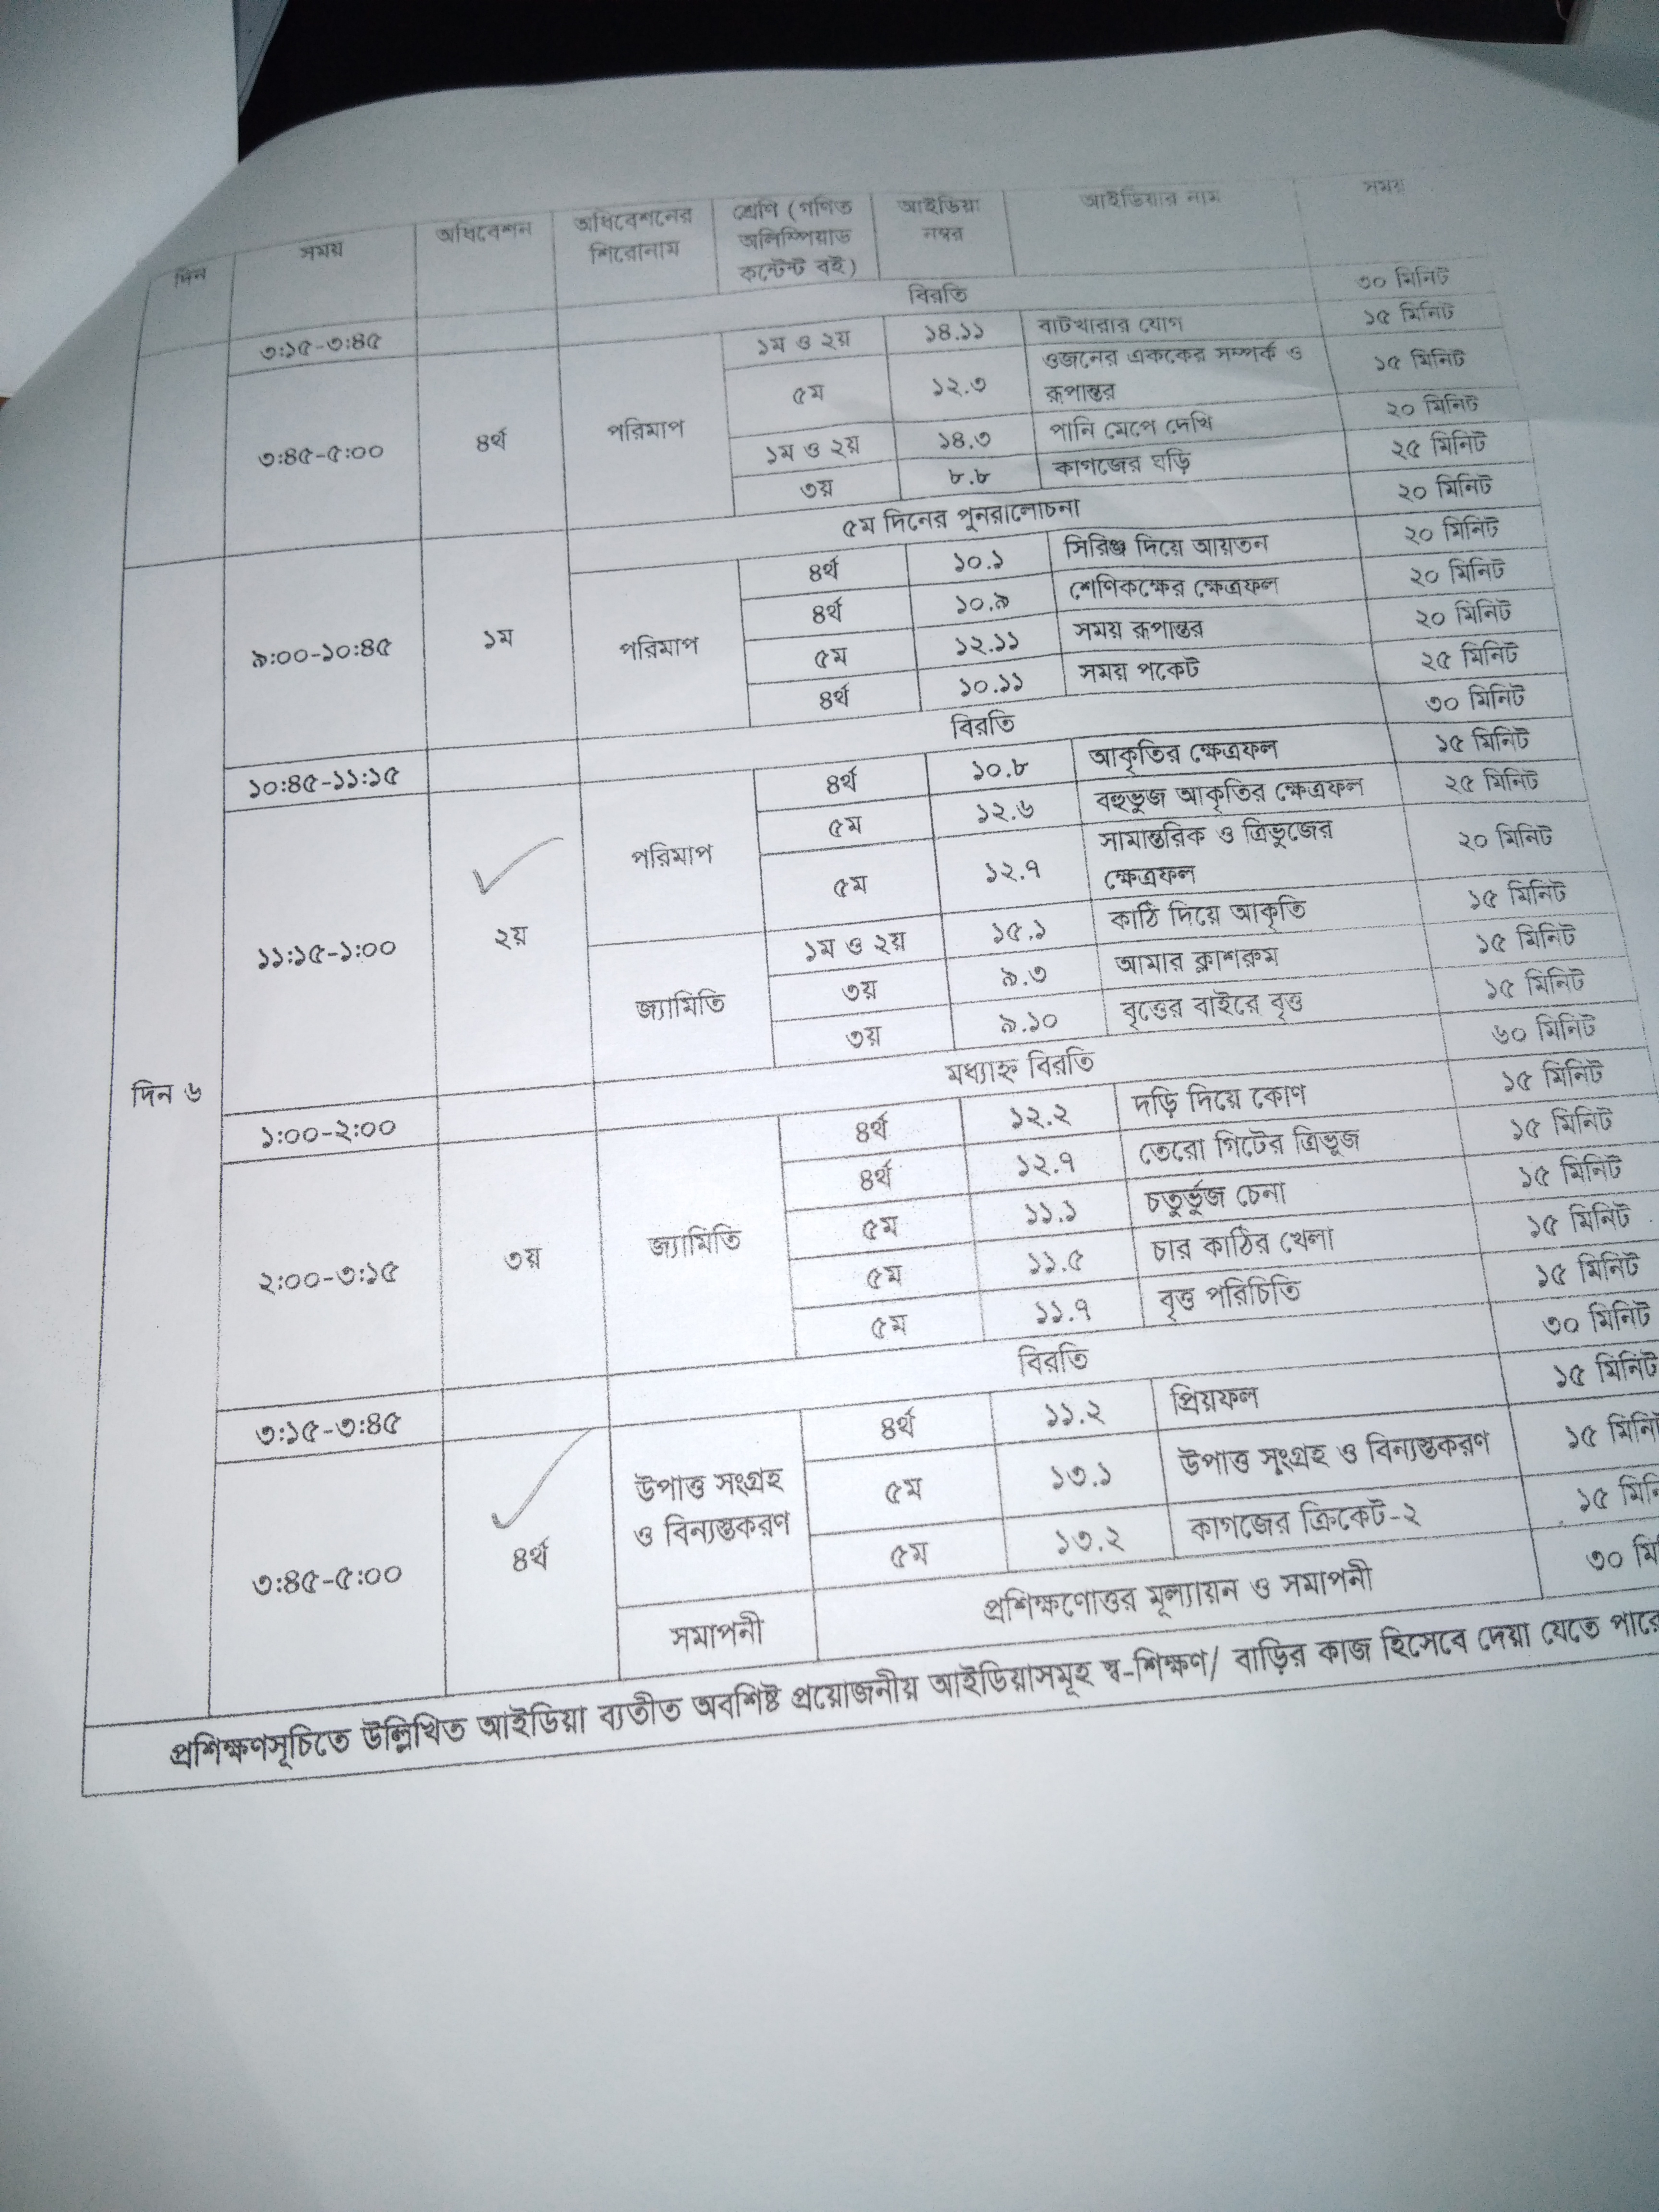 দিন সময় অধিবেশন অধিবেশনের শিরোনাম শ্রেণি (গণিত অলিম্পিয়াড কন্টেন্ট বই) আইডিয়া নম্বর আইডিয়ার নাম সময়
৩:১৫-৩:৪৫ বিরতি ৩০ মিনিট
৩:৪৫-৫:০০ ৪র্থ পরিমাপ ১ম ও ২য় ১৪.১১ বাটখারার যোগ ১৫ মিনিট
৫ম ১২.৩ ওজনের এককের সম্পর্ক ও রূপান্তর ১৫ মিনিট
১ম ও ২য় ১৪.৩ পানি মেপে দেখি ২০ মিনিট
৩য় ৮.৮ কাগজের ঘড়ি ২৫ মিনিট
দিন ৬ ৯:০০-১০:৪৫ ১ম ৫ম দিনের পুনরালোচনা ২০ মিনিট
পরিমাপ ৪র্থ ১০.১ সিরিঞ্জ দিয়ে আয়তন ২০ মিনিট
৪র্থ ১০.৯ শেণিকক্ষের ক্ষেত্রফল ২০ মিনিট
৫ম ১২.১১ সময় রূপান্তর ২০ মিনিট
৪র্থ ১০.১১ সময় পকেট ২৫ মিনিট
১০:৪৫-১১:১৫ বিরতি ৩০ মিনিট
১১:১৫-১:০০ ২য় পরিমাপ ৪র্থ ১০.৮ আকৃতির ক্ষেত্রফল ১৫ মিনিট
৫ম ১২.৬ বহুভুজ আকৃতির ক্ষেত্রফল ২৫ মিনিট
৫ম ১২.৭ সামান্তরিক ও ত্রিভুজের ক্ষেত্রফল ২০ মিনিট
জ্যামিতি ১ম ও ২য় ১৫.১ কাঠি দিয়ে আকৃতি ১৫ মিনিট
৩য় ৯.৩ আমার ক্লাশরুম ১৫ মিনিট
৩য় ৯.১০ বৃত্তের বাইরে বৃত্ত ১৫ মিনিট
১:০০-২:০০ মধ্যাহ্ন বিরতি ৬০ মিনিট
২:০০-৩:১৫ ৩য় জ্যামিতি ৪র্থ ১২.২ দড়ি দিয়ে কোণ ১৫ মিনিট
৪র্থ ১২.৭ তেরো গিটের ত্রিভুজ ১৫ মিনিট
৫ম ১১.১ চতুর্ভুজ চেনা ১৫ মিনিট
৫ম ১১.৫ চার কাঠির খেলা ১৫ মিনিট
৫ম ১১.৭ বৃত্ত পরিচিতি ১৫ মিনিট
৩:১৫-৩:৪৫ বিরতি ৩০ মিনিট
৩:৪৫-৫:০০ ৪র্থ উপাত্ত সংগ্রহ ও বিন্যস্তকরণ ৪র্থ ১১.২ প্রিয়ফল ১৫ মিনিট
৫ম ১৩.১ উপাত্ত সংগ্রহ ও বিন্যস্তকরণ ১৫ মিনি
৫ম ১৩.২ কাগজের ক্রিকেট-২ ১৫ মিনি
সমাপনী প্রশিক্ষণোত্তর মূল্যায়ন ও সমাপনী ৩০ মি
প্রশিক্ষণসূচিতে উল্লিখিত আইডিয়া ব্যতীত অবশিষ্ট প্রয়োজনীয় আইডিয়াসমূহ স্ব-শিক্ষণ/ বাড়ির কাজ হিসেবে দেয়া যেতে পারে